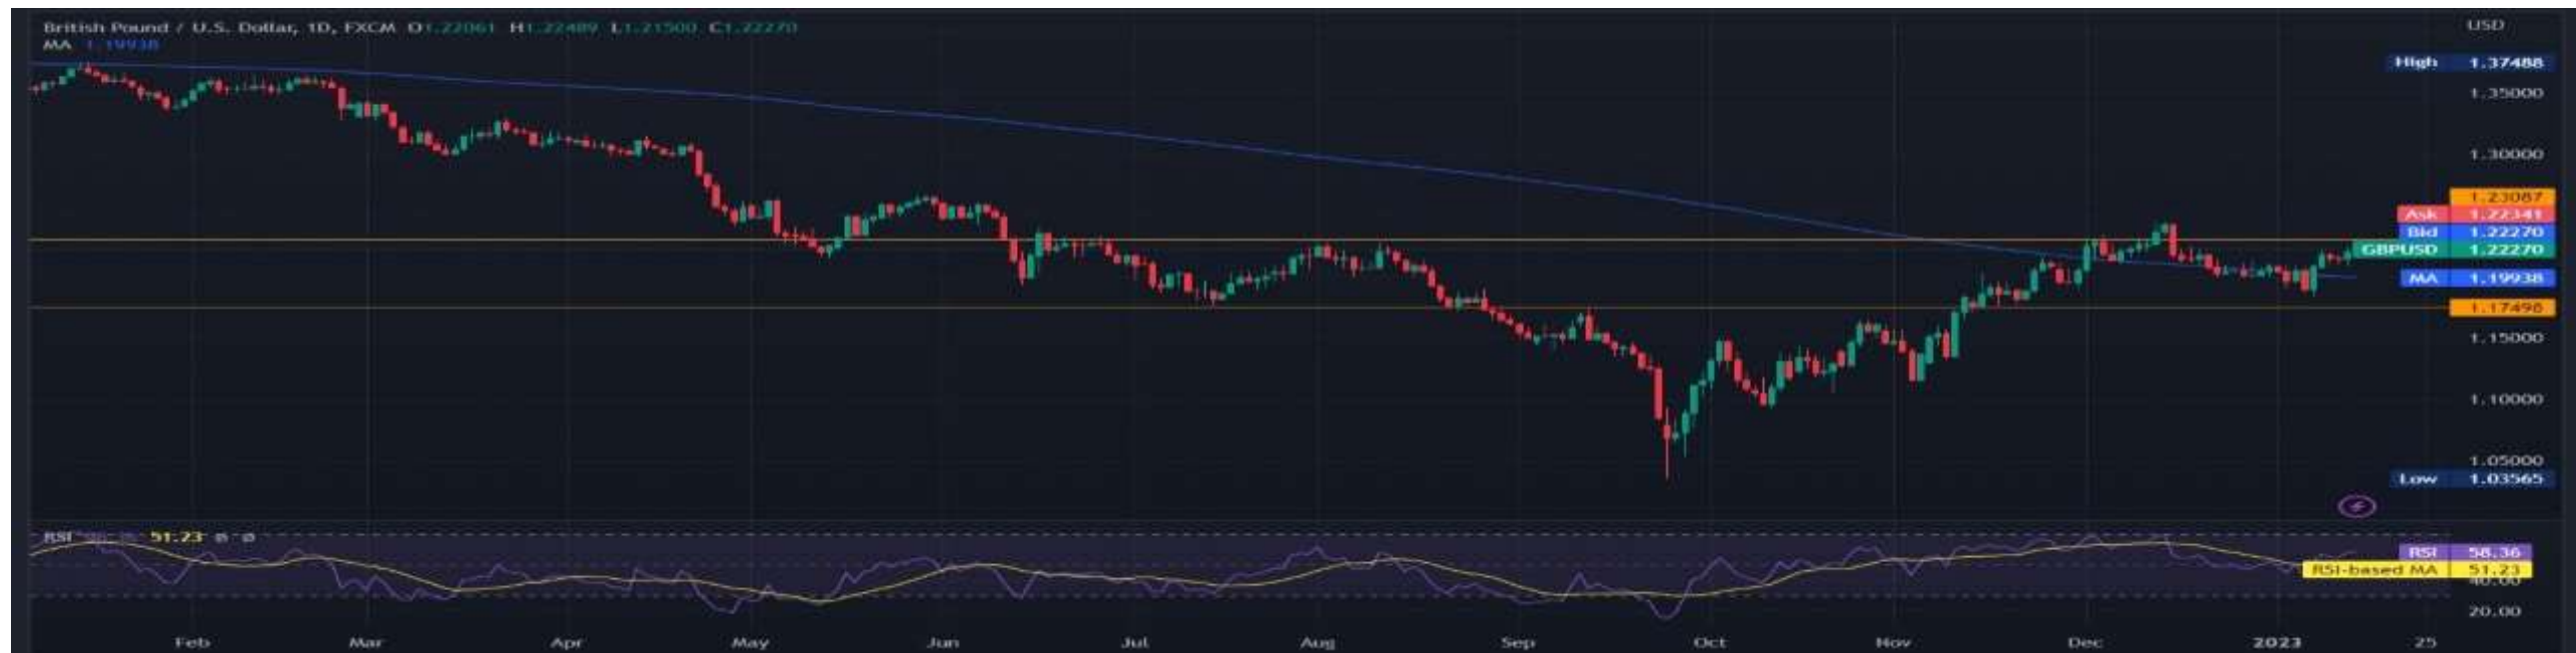 British Pound / U.S. Dollar, 1D, FXCM O1.22061 H1.22489 L1.21500 C1.22270
MA 1.19938
USD
High 1.37488
1.35000
1.30000
1.23087
Ask 1.22341
Bid 1.22270
GBPUSD 1.22270
MA 1.19938
1.17498
1.15000
1.10000
1.05000
Low 1.03565
RSI 51.23
RSI 58.36
RSI-based MA 51.23
40.00
20.00
Feb Mar Apr May Jun Jul Aug Sep Oct Nov Dec 2023 25